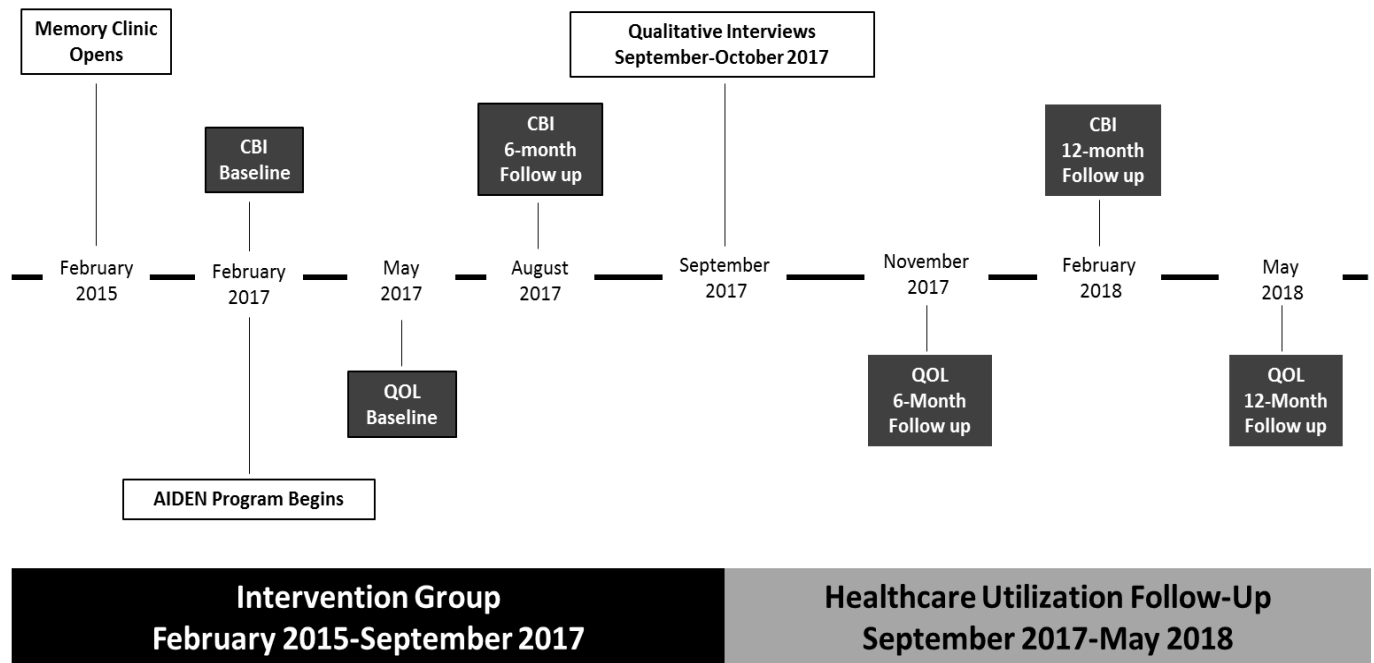 Memory Clinic
Opens
Qualitative Interviews
September-October 2017
CBI
Baseline
CBI
6-month
Follow up
CBI
12-month
Follow up
February
2015
February
2017
May
2017
August
2017
September
2017
November
2017
February
2018
May
2018
QOL
Baseline
QOL
6-Month
Follow up
QOL
12-Month
Follow up
AIDEN Program Begins
Intervention Group
February 2015-September 2017
Healthcare Utilization Follow-Up
September 2017-May 2018